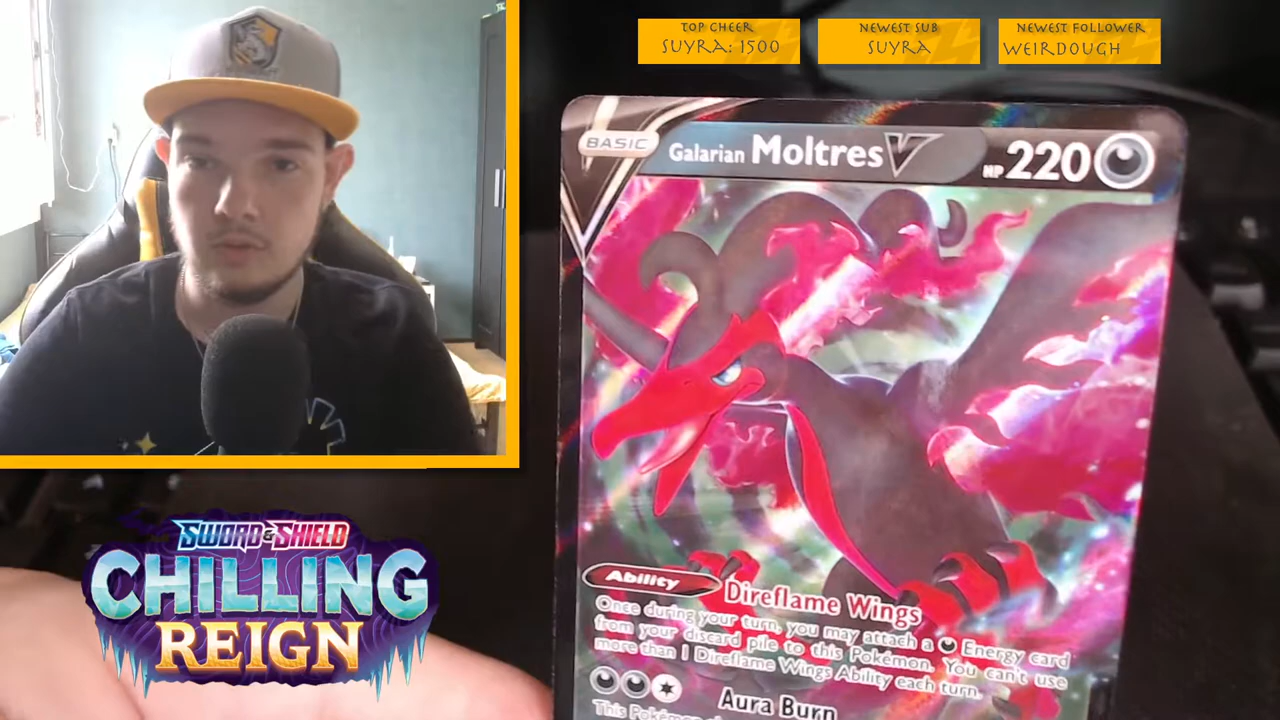 TOP CHEER
SUYRA: 1500
NEWEST SUB
SUYRA
NEWEST FOLLOWER
WEIRDOUGH
BASIC
Galarian Moltres V
HP 220
Ability Direflame Wings
Once during your turn, you may attach a Energy card
from your discard pile to this Pokémon. You can't use
more than 1 Direflame Wings Ability each turn.
Aura Burn
This Pokémon
SWORD & SHIELD
CHILLING
REIGN